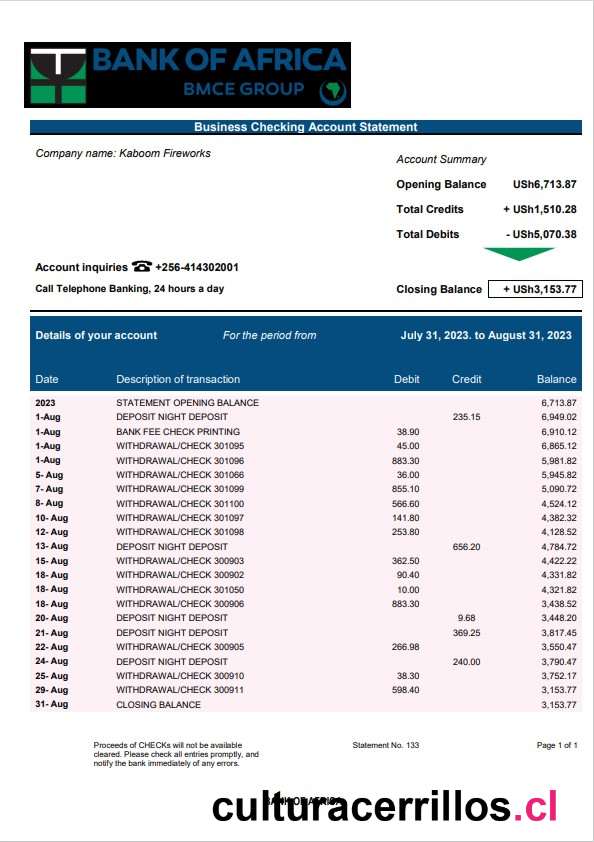 BANK OF AFRICA
BMCE GROUP
Business Checking Account Statement
Company name: Kaboom Fireworks
Account Summary
Opening Balance USh6,713.87
Total Credits + USh1,510.28
Total Debits - USh5,070.38
Account inquiries ☎ +256-414302001
Call Telephone Banking, 24 hours a day
Closing Balance + USh3,153.77
Details of your account For the period from July 31, 2023. to August 31, 2023
Date Description of transaction Debit Credit Balance
2023 STATEMENT OPENING BALANCE 6,713.87
1-Aug DEPOSIT NIGHT DEPOSIT 235.15 6,949.02
1-Aug BANK FEE CHECK PRINTING 38.90 6,910.12
1-Aug WITHDRAWAL/CHECK 301095 45.00 6,865.12
1-Aug WITHDRAWAL/CHECK 301096 883.30 5,981.82
5- Aug WITHDRAWAL/CHECK 301066 36.00 5,945.82
7- Aug WITHDRAWAL/CHECK 301099 855.10 5,090.72
8- Aug WITHDRAWAL/CHECK 301100 566.60 4,524.12
10- Aug WITHDRAWAL/CHECK 301097 141.80 4,382.32
12- Aug WITHDRAWAL/CHECK 301098 253.80 4,128.52
13- Aug DEPOSIT NIGHT DEPOSIT 656.20 4,784.72
15- Aug WITHDRAWAL/CHECK 300903 362.50 4,422.22
18- Aug WITHDRAWAL/CHECK 300902 90.40 4,331.82
18- Aug WITHDRAWAL/CHECK 301050 10.00 4,321.82
18- Aug WITHDRAWAL/CHECK 300906 883.30 3,438.52
20- Aug DEPOSIT NIGHT DEPOSIT 9.68 3,448.20
21- Aug DEPOSIT NIGHT DEPOSIT 369.25 3,817.45
22- Aug WITHDRAWAL/CHECK 300905 266.98 3,550.47
24- Aug DEPOSIT NIGHT DEPOSIT 240.00 3,790.47
25- Aug WITHDRAWAL/CHECK 300910 38.30 3,752.17
29- Aug WITHDRAWAL/CHECK 300911 598.40 3,153.77
31- Aug CLOSING BALANCE 3,153.77
Proceeds of CHECKs will not be available
cleared. Please check all entries promptly, and
notify the bank immediately of any errors.
Statement No. 133
Page 1 of 1
BANK OF AFRICA
culturacerrillos.cl